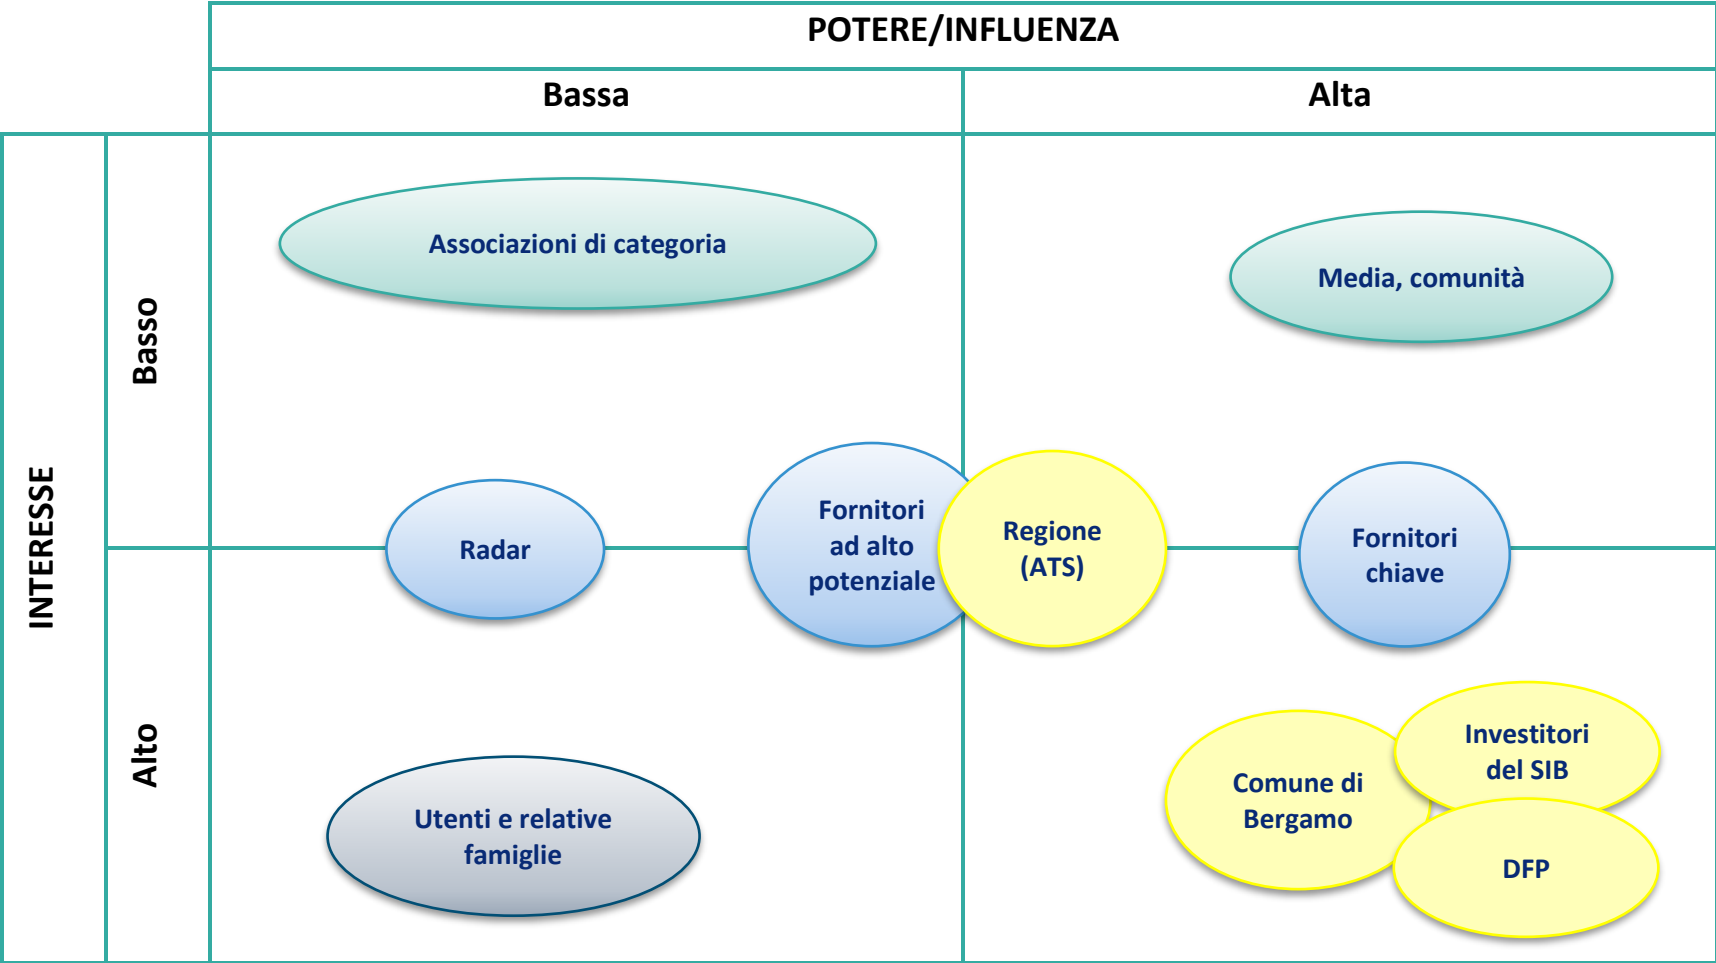 POTERE/INFLUENZA
Bassa
Alta
INTERESSE
Basso
Alto
Associazioni di categoria
Media, comunità
Radar
Fornitori
ad alto
potenziale
Regione
(ATS)
Fornitori
chiave
Utenti e relative
famiglie
Comune di
Bergamo
Investitori
del SIB
DFP